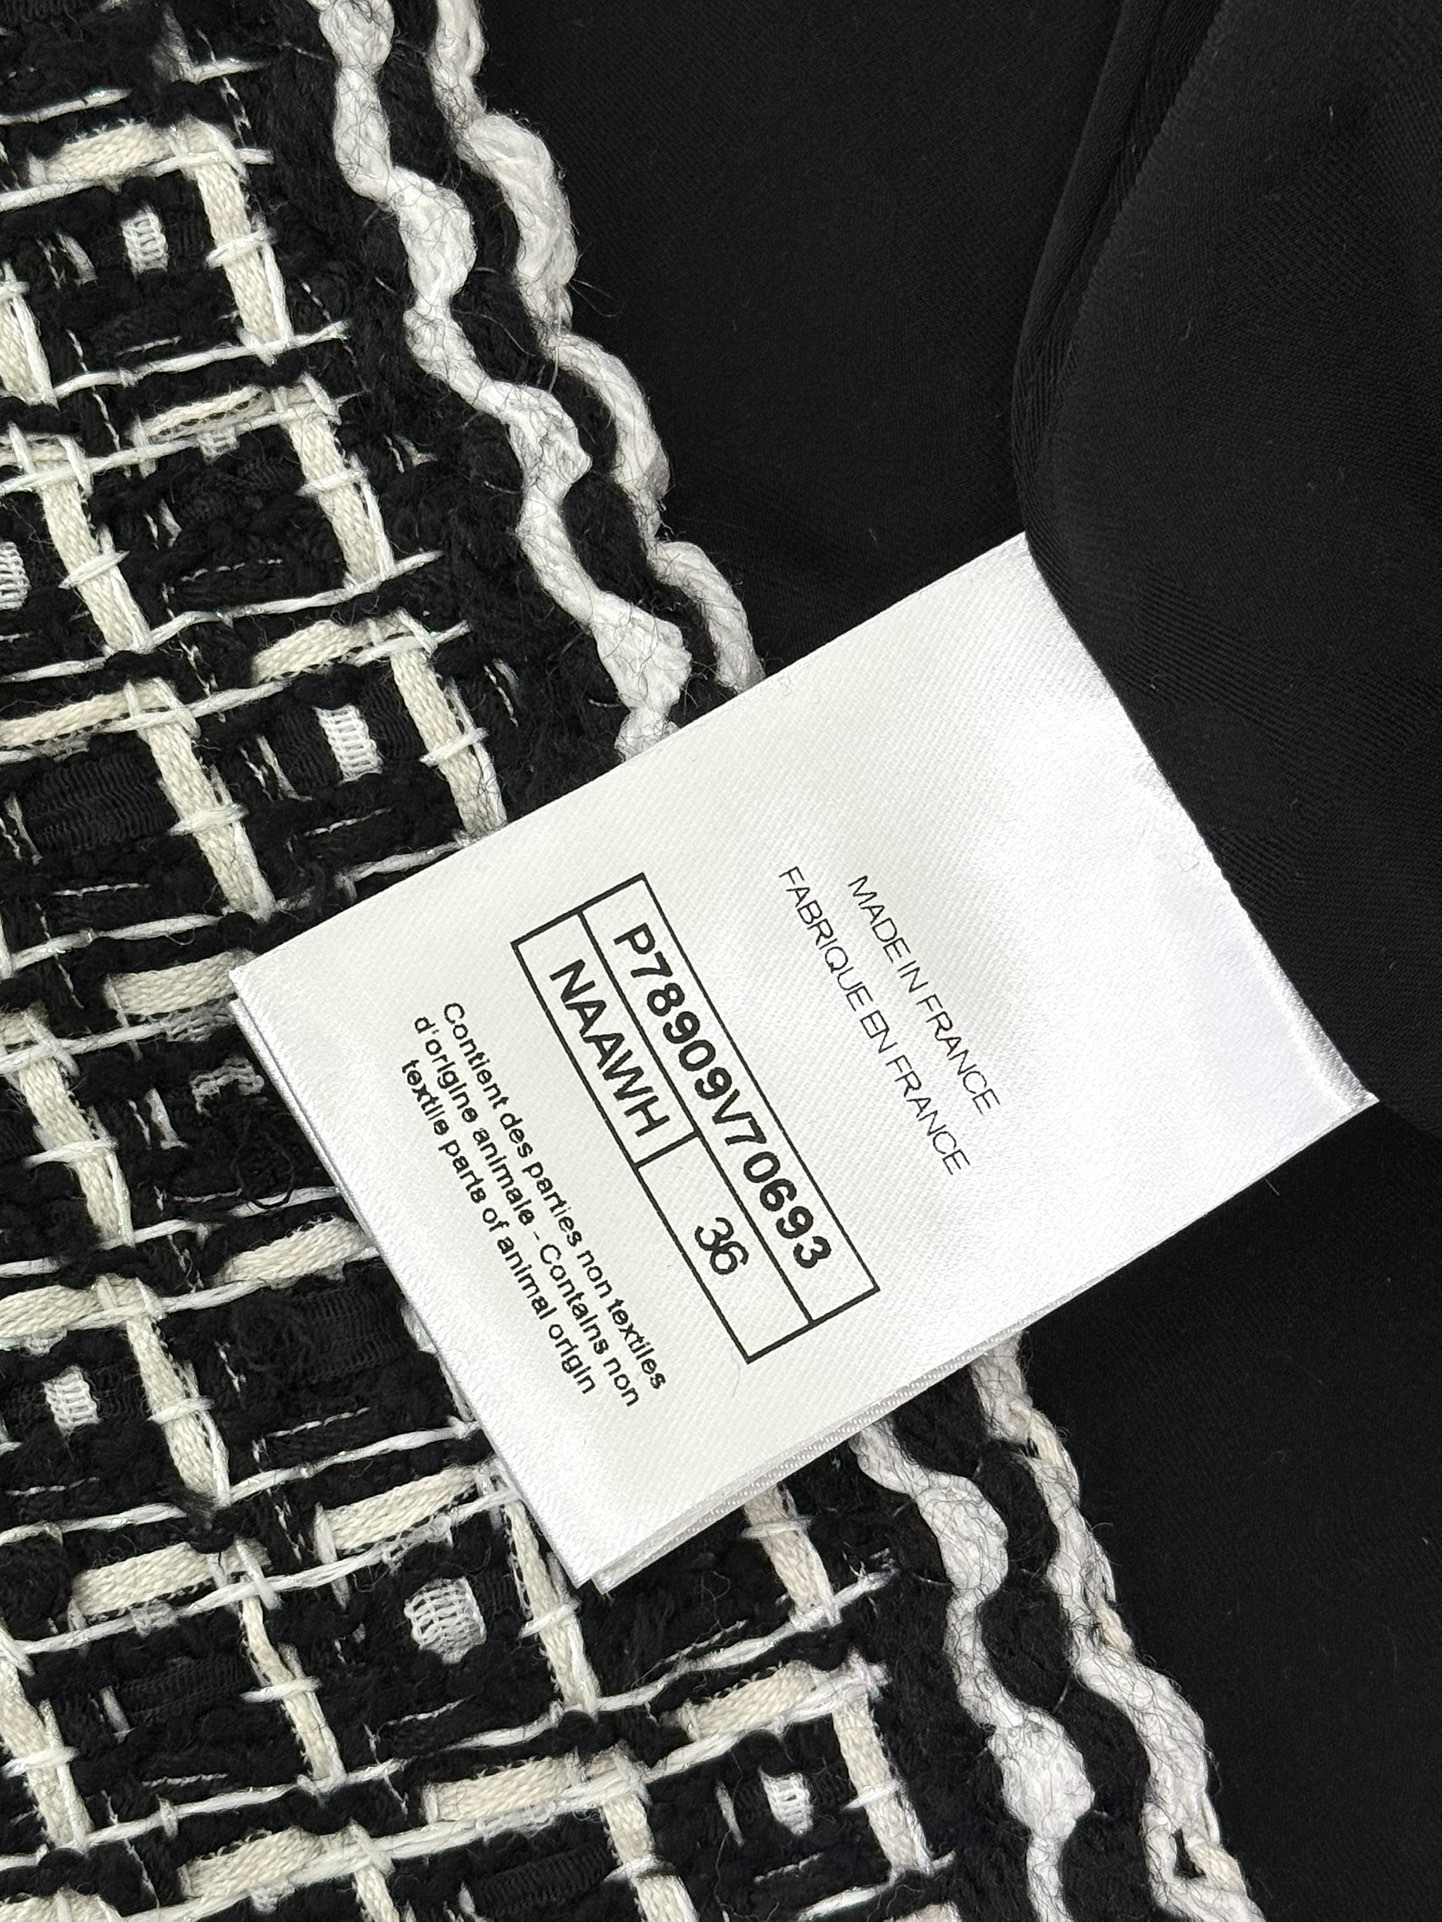 MADE IN FRANCE
FABRIQUE EN FRANCE
P78909V70693
NAAWH 36
Contient des parties non textiles
d'origine animale - Contains non
textile parts of animal origin